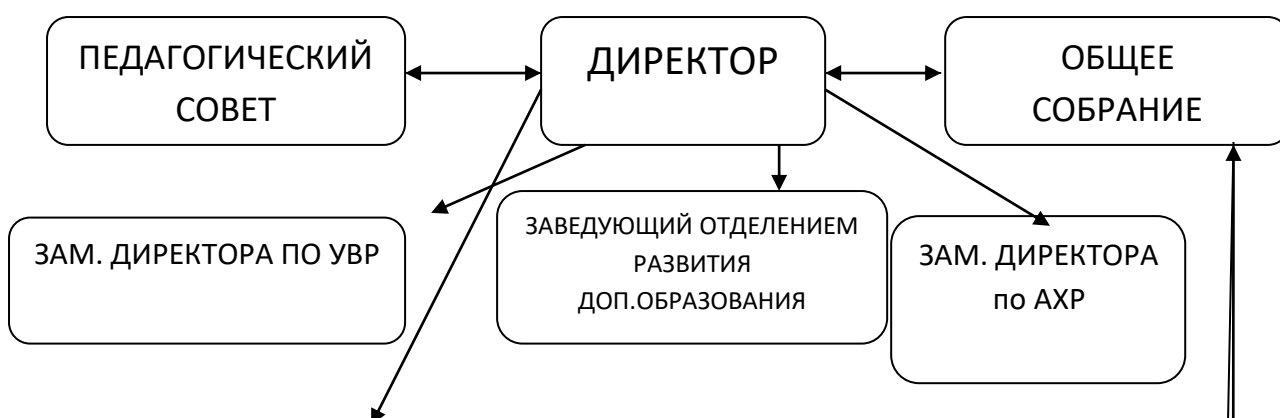 ПЕДАГОГИЧЕСКИЙ
СОВЕТ
ДИРЕКТОР
ОБЩЕЕ
СОБРАНИЕ
ЗАМ. ДИРЕКТОРА ПО УВР
ЗАВЕДУЮЩИЙ ОТДЕЛЕНИЕМ
РАЗВИТИЯ
ДОП.ОБРАЗОВАНИЯ
ЗАМ. ДИРЕКТОРА
по АХР